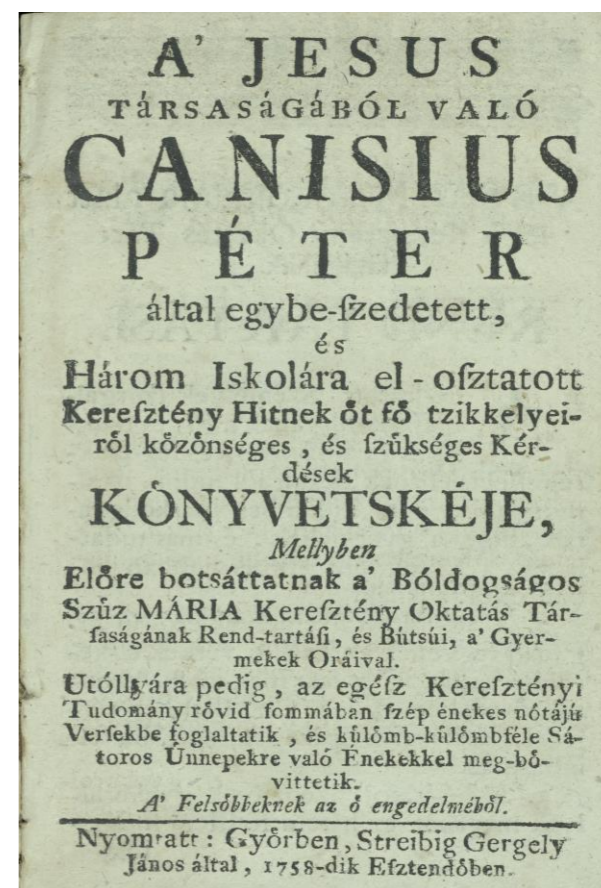 A' JESUS
TáRSASáGáBÓL VALÓ
CANISIUS
PÉTER
által egybe-ſzedetett,
és
Három Iskolára el-oſztatott
Kereſztény Hitnek öt fő tzikkelyei-
ről közönséges, és ſzükséges Kér-
dések
KÖNYVETSKÉJE,
Mellyben
Előre botsáttatnak a' Bóldogságos
Szűz MÁRIA Kereſztény Oktatás Tár-
ſaságának Rend-tartáſi, és Bútsúi, a' Gyer-
mekek Oráival.
Utóllyára pedig, az egéſz Kereſztényi
Tudomány rövid ſommában ſzép énekes nótájú
Verſekbe foglaltatik, és külömb-külömbféle Sá-
toros Ünnepekre való Énekekkel meg-bő-
vittetik.
A' Felsőbbeknek az ő engedelméből.
Nyomtatt: Győrben, Streibig Gergely
János által, 1758-dik Eſztendőben.